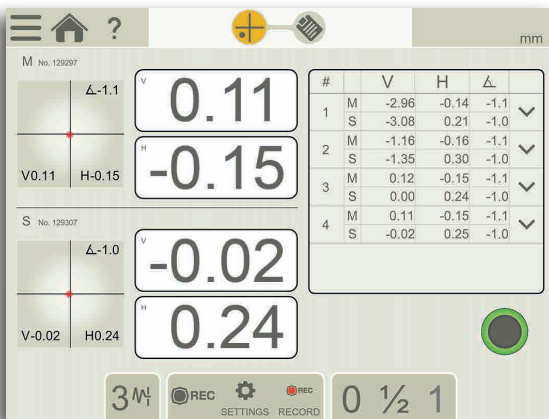 ?
mm
M No. 129297
∡-1.1
V0.11 H-0.15
V
0.11
H
-0.15
S No. 129307
∡-1.0
V-0.02 H0.24
V
-0.02
H
0.24
# V H ∡
1 M -2.96 -0.14 -1.1
S -3.08 0.21 -1.0
2 M -1.16 -0.16 -1.1
S -1.35 0.30 -1.0
3 M 0.12 -0.15 -1.1
S 0.00 0.24 -1.0
4 M 0.11 -0.15 -1.1
S -0.02 0.25 -1.0
3 REC SETTINGS REC RECORD 0 ½ 1